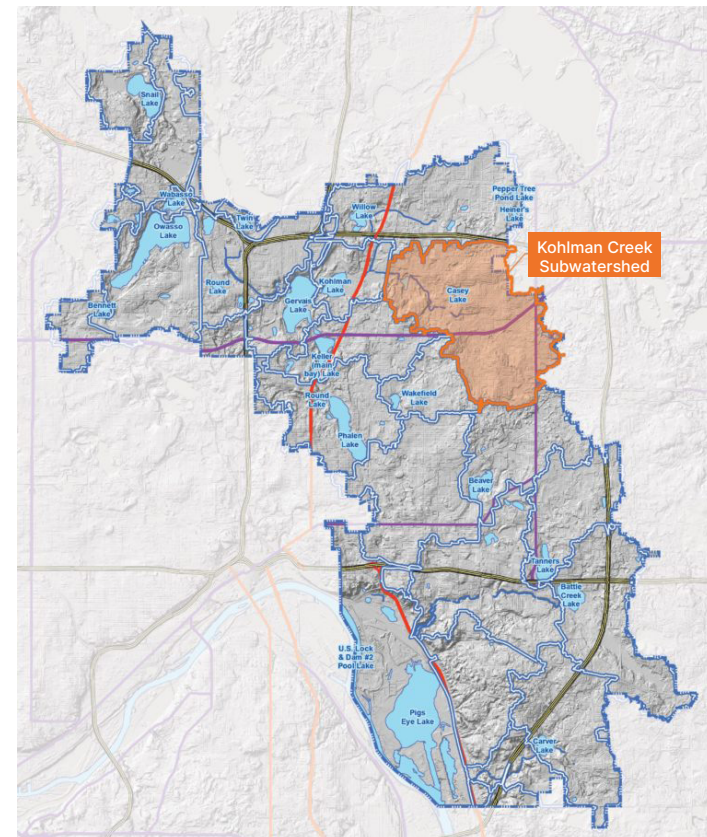 Snail
Lake
Wabasso
Lake
Owasso
Lake
Twin
Lake
Willow
Lake
Pepper Tree
Pond Lake
Heiner's
Lake
Kohlman Creek
Subwatershed
Round
Lake
Kohlman
Lake
Gervais
Lake
Casey
Lake
Bennett
Lake
Keller
(main
bay) Lake
Round
Lake
Wakefield
Lake
Phalen
Lake
Beaver
Lake
Tanners
Lake
Battle
Creek
Lake
U.S. Lock
& Dam #2
Pool Lake
Pigs
Eye Lake
Carver
Lake